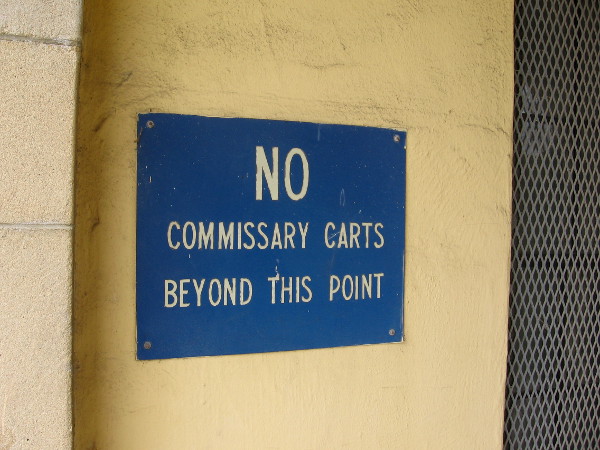 NO
COMMISSARY CARTS
BEYOND THIS POINT